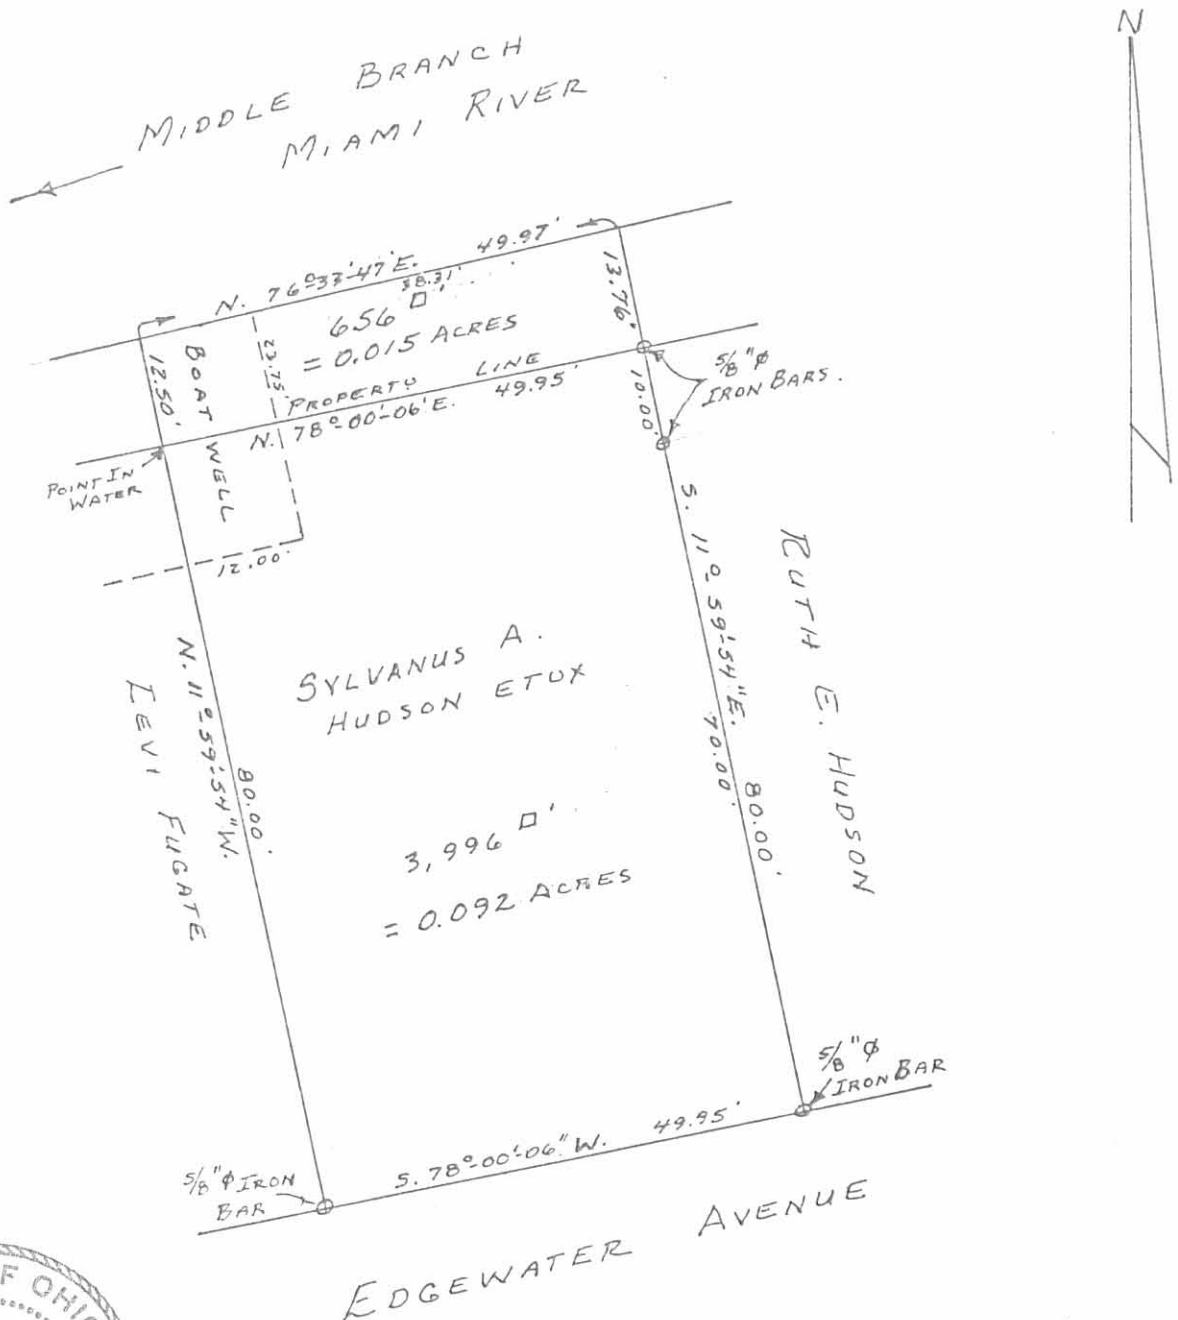 N
MIDDLE BRANCH
MIAMI RIVER
N. 76°-33'-47"E. 49.97'
38.31'
13.76'
656 □'
= 0.015 ACRES
12.50'
BOAT WELL
23.75'
PROPERTY LINE
N. 78°-00'-06"E. 49.95'
5/8"ϕ
IRON BARS.
10.00'
POINT IN
WATER
12.00'
S. 11°-59'-54"E.
70.00' 80.00'
RUTH E. HUDSON
SYLVANUS A.
HUDSON ETUX
N. 11°-59'-54"W.
80.00'
LEVI FUGATE
3,996 □'
= 0.092 ACRES
5/8"ϕ
IRON BAR
5/8"ϕ IRON
BAR
S. 78°-00'-06"W. 49.95'
EDGEWATER AVENUE
F OHIO